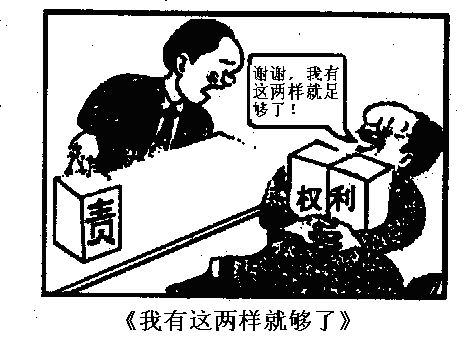 谢谢，我有
这两样就足
够了！
责
权利
《我有这两样就够了》